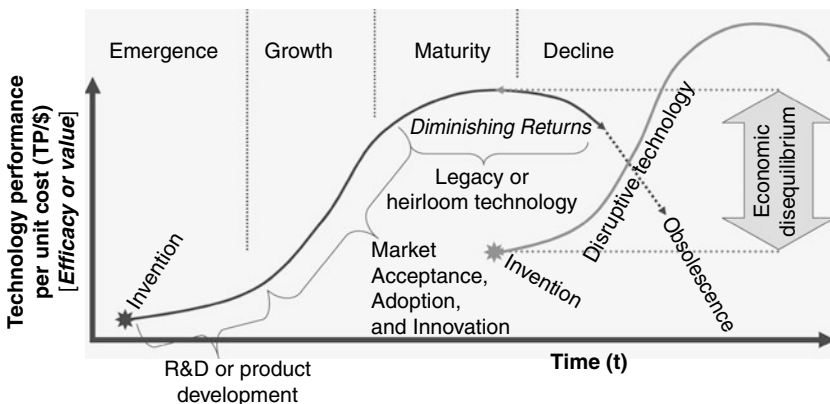 Emergence
Growth
Maturity
Decline
Technology performance
per unit cost (TP/$)
[Efficacy or value]
Invention
Diminishing Returns
Legacy or
heirloom technology
Market
Acceptance,
Adoption,
and Innovation
Invention
Disruptive technology
Obsolescence
Economic
disequilibrium
R&D or product
development
Time (t)